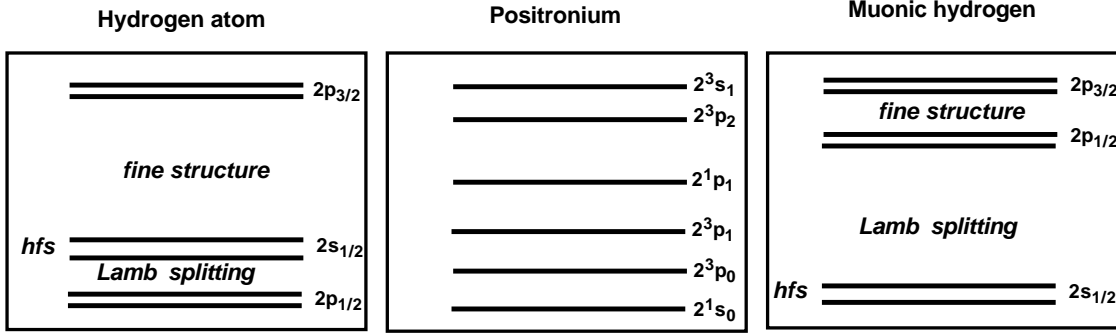 Hydrogen atom
2p3/2
fine structure
hfs
2s1/2
Lamb splitting
2p1/2
Positronium
2³s₁
2³p₂
2¹p₁
2³p₁
2³p₀
2¹s₀
Muonic hydrogen
2p3/2
fine structure
2p1/2
Lamb splitting
hfs
2s1/2